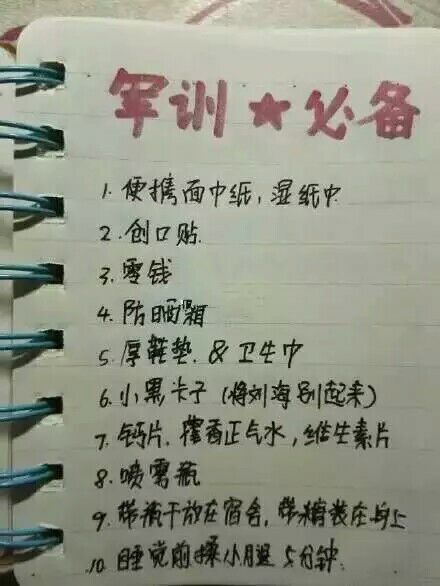 军训★必备
1. 便携面巾纸, 湿纸巾
2. 创口贴
3. 零钱
4. 防晒霜
5. 厚鞋垫 & 卫生巾
6. 小黑卡子 (将刘海别起来)
7. 钙片, 藿香正气水, 维生素片
8. 喷雾瓶
9. 带瓶干放在宿舍, 带糖装在身上
10. 睡觉前揉小腿 5分钟